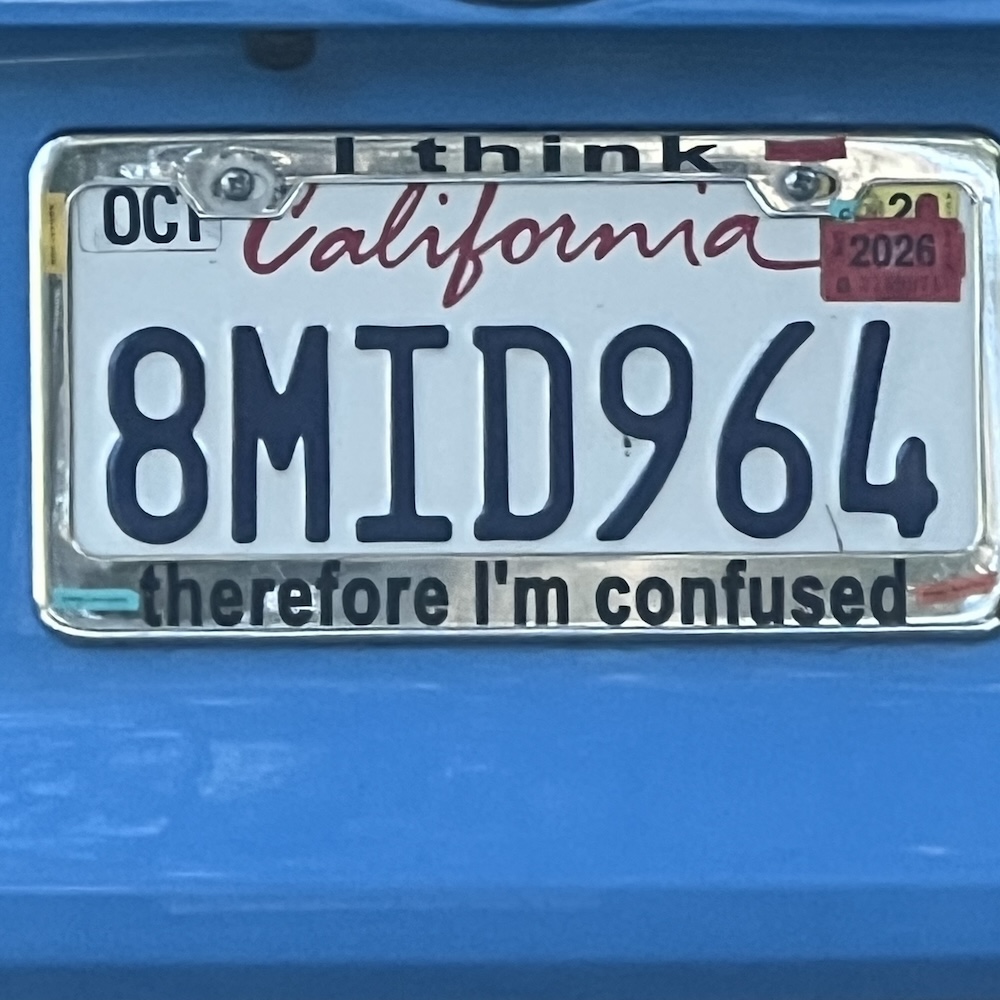 I think
OCT California
2026
8MID964
therefore I'm confused